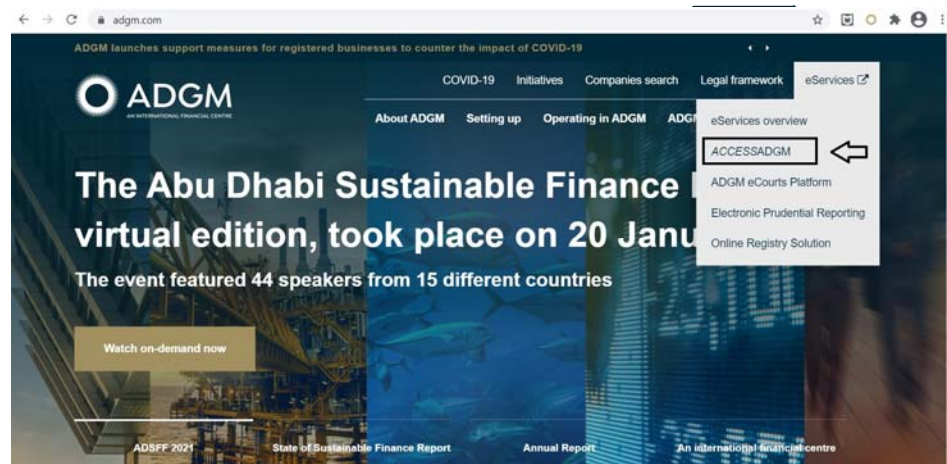 adgm.com
ADGM launches support measures for registered businesses to counter the impact of COVID-19
COVID-19 Initiatives Companies search Legal framework eServices
ADGM
AN INTERNATIONAL FINANCIAL CENTRE
About ADGM Setting up Operating in ADGM
eServices overview
ACCESSADGM
ADGM eCourts Platform
Electronic Prudential Reporting
Online Registry Solution
The Abu Dhabi Sustainable Finance
virtual edition, took place on 20 Janu
The event featured 44 speakers from 15 different countries
Watch on-demand now
ADSFF 2021 State of Sustainable Finance Report Annual Report An international financial centre